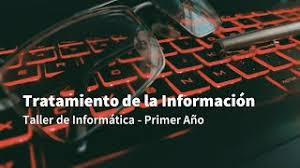 Tratamiento de la Información
Taller de Informática - Primer Año